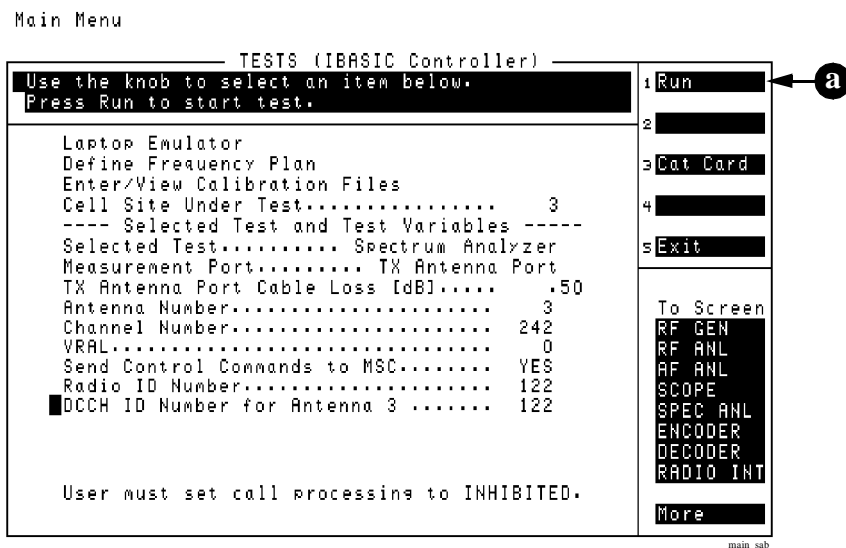 Main Menu
TESTS (IBASIC Controller)
Use the knob to select an item below.
Press Run to start test.
Laptop Emulator
Define Frequency Plan
Enter/View Calibration Files
Cell Site Under Test................ 3
---- Selected Test and Test Variables -----
Selected Test.......... Spectrum Analyzer
Measurement Port......... TX Antenna Port
TX Antenna Port Cable Loss [dB]..... .50
Antenna Number...................... 3
Channel Number...................... 242
VRAL................................ 0
Send Control Commands to MSC........ YES
Radio ID Number..................... 122
DCCH ID Number for Antenna 3 ....... 122
User must set call processing to INHIBITED.
1 Run
a
2
3 Cat Card
4
5 Exit
To Screen
RF GEN
RF ANL
AF ANL
SCOPE
SPEC ANL
ENCODER
DECODER
RADIO INT
More
main_sab